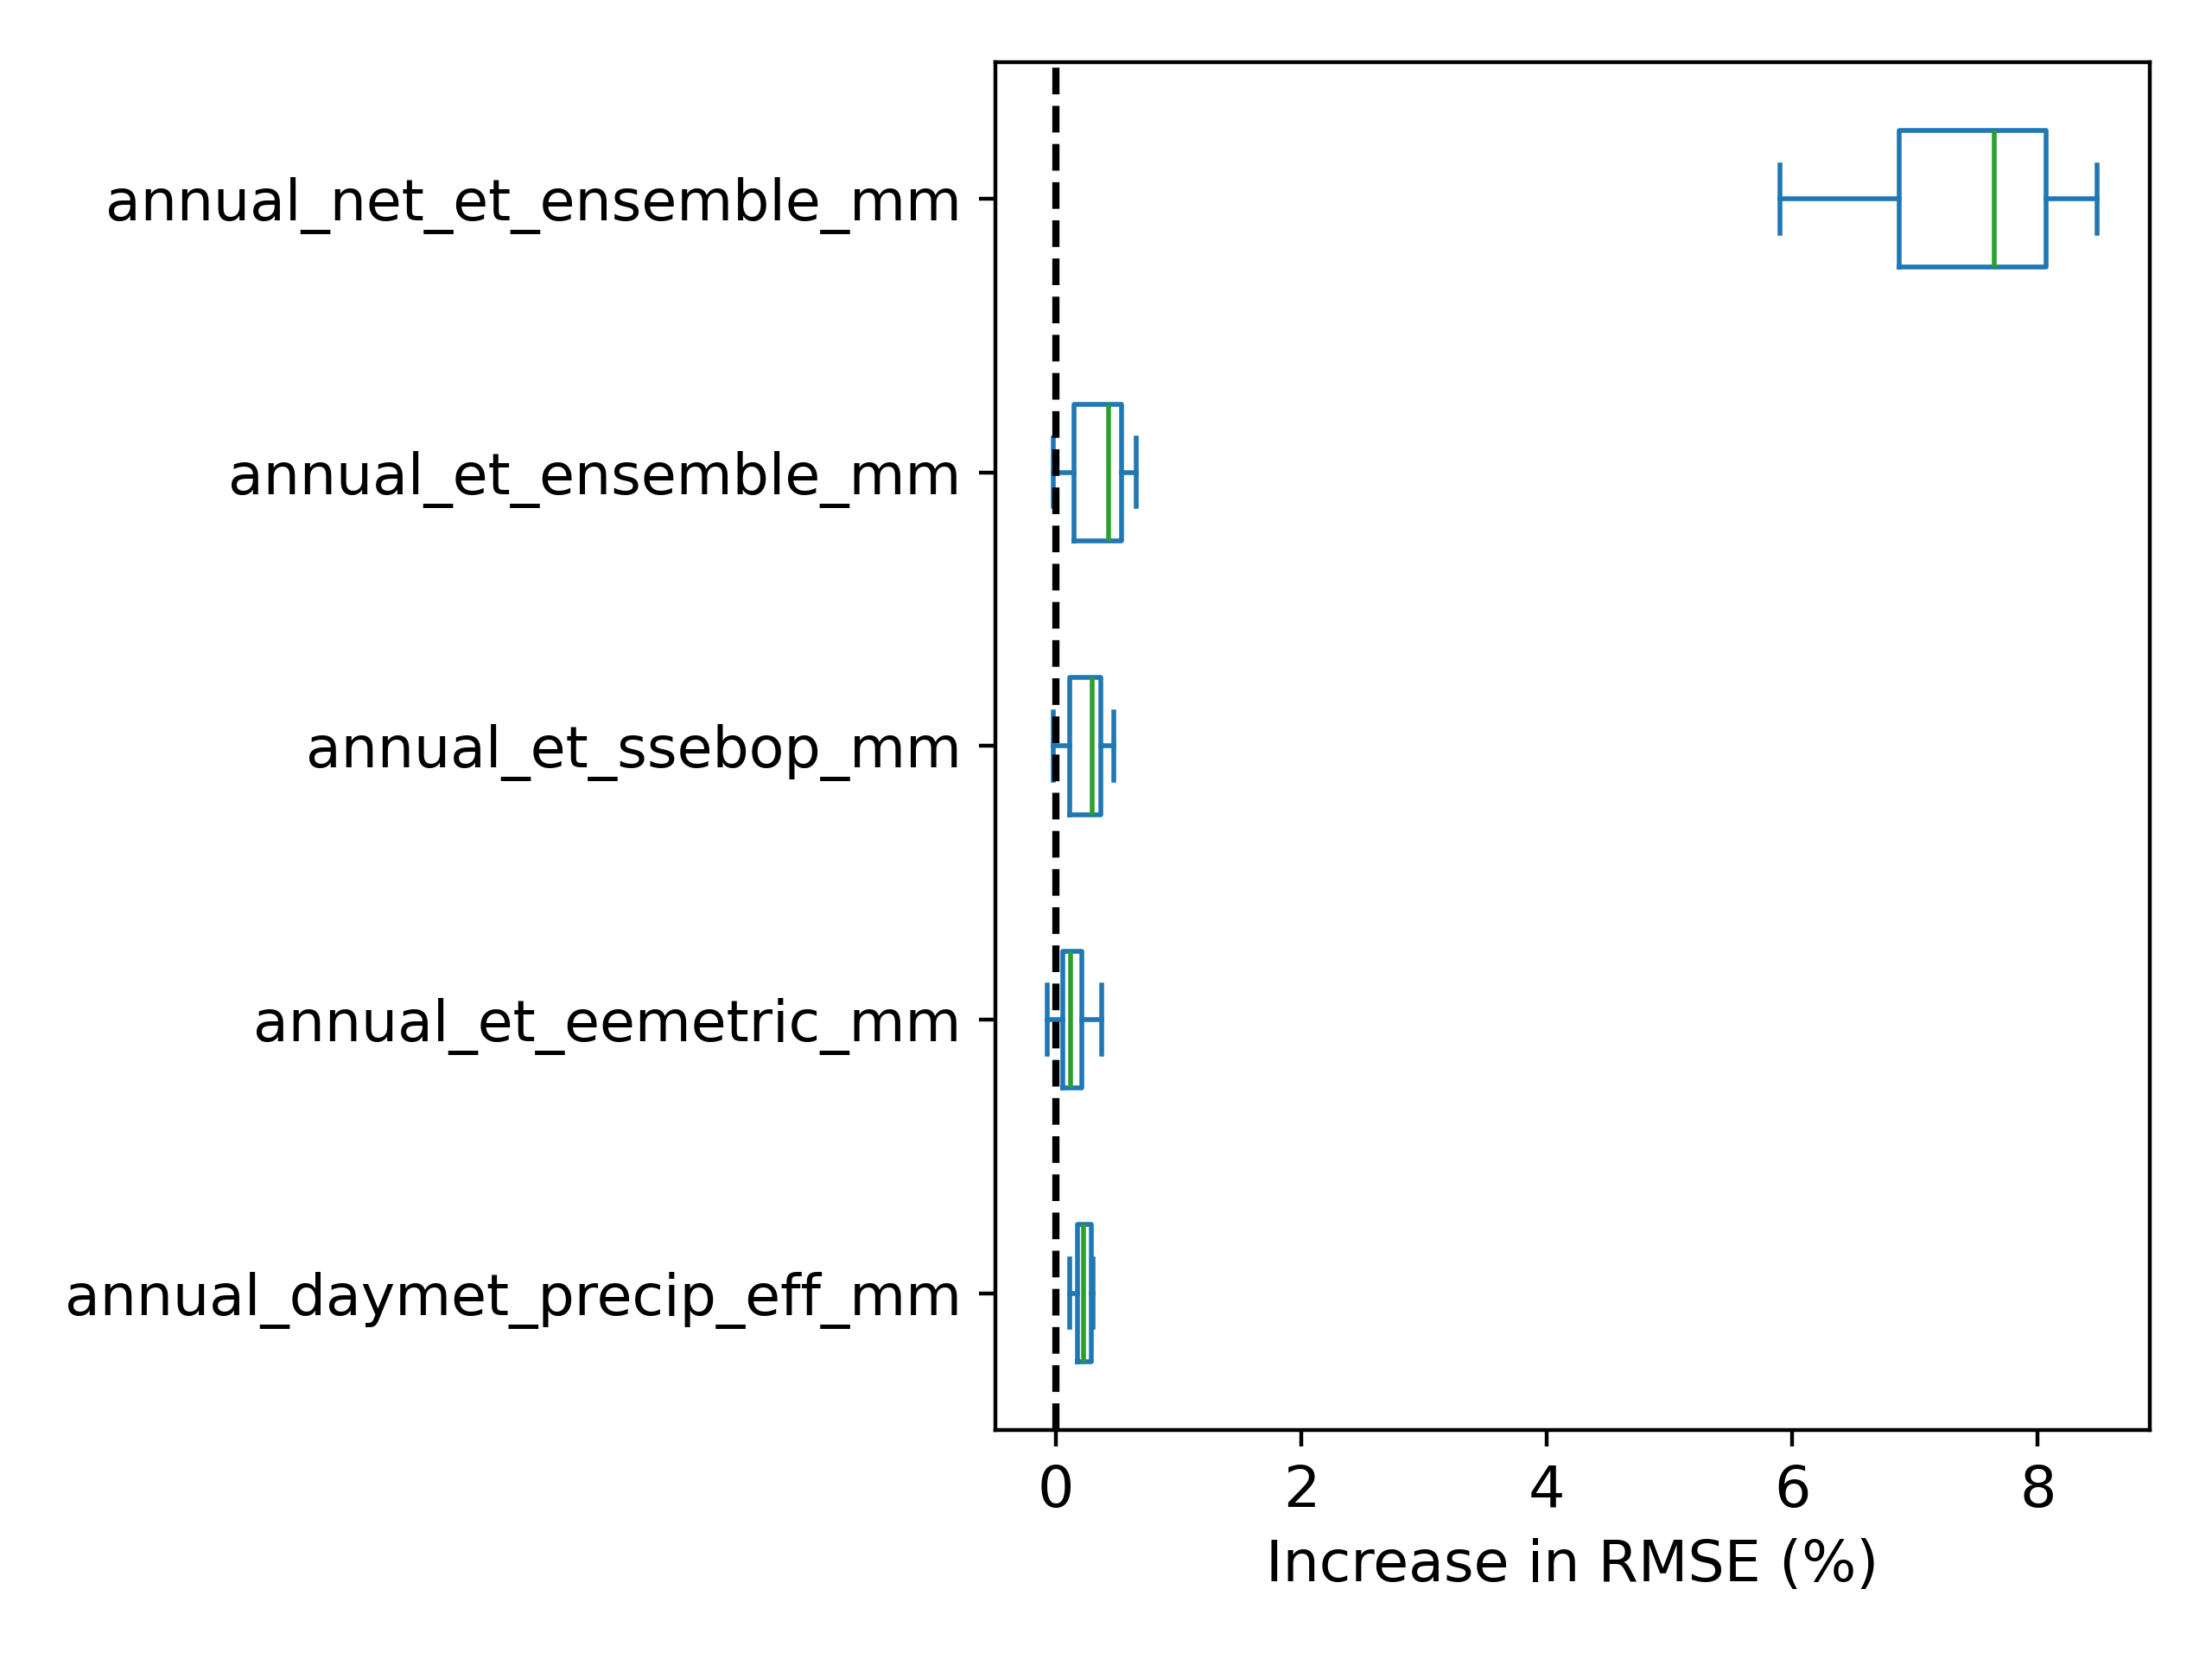 annual_net_et_ensemble_mm
annual_et_ensemble_mm
annual_et_ssebop_mm
annual_et_eemetric_mm
annual_daymet_precip_eff_mm
0 2 4 6 8
Increase in RMSE (%)